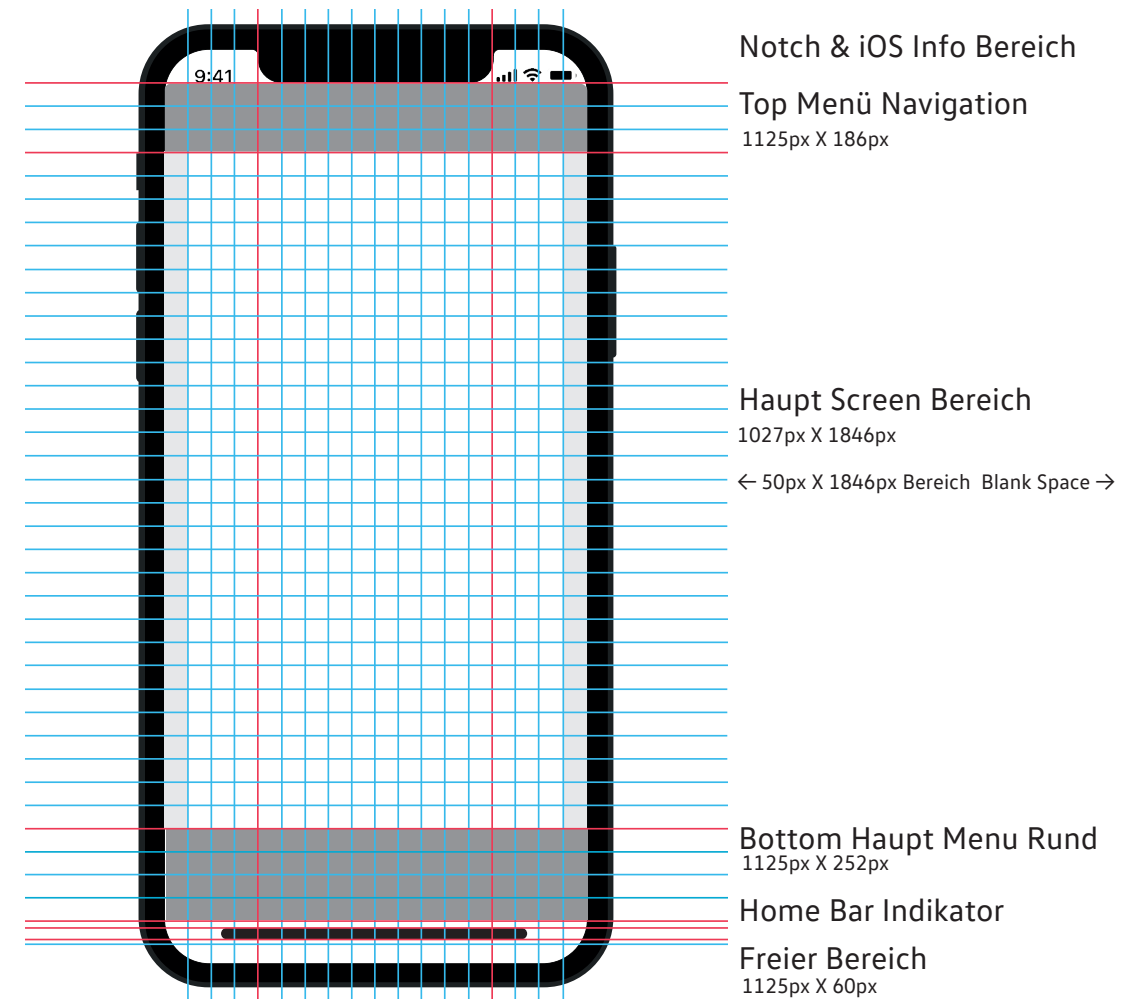 9:41
Notch & iOS Info Bereich
Top Menü Navigation
1125px X 186px
Haupt Screen Bereich
1027px X 1846px
← 50px X 1846px Bereich  Blank Space →
Bottom Haupt Menu Rund
1125px X 252px
Home Bar Indikator
Freier Bereich
1125px X 60px